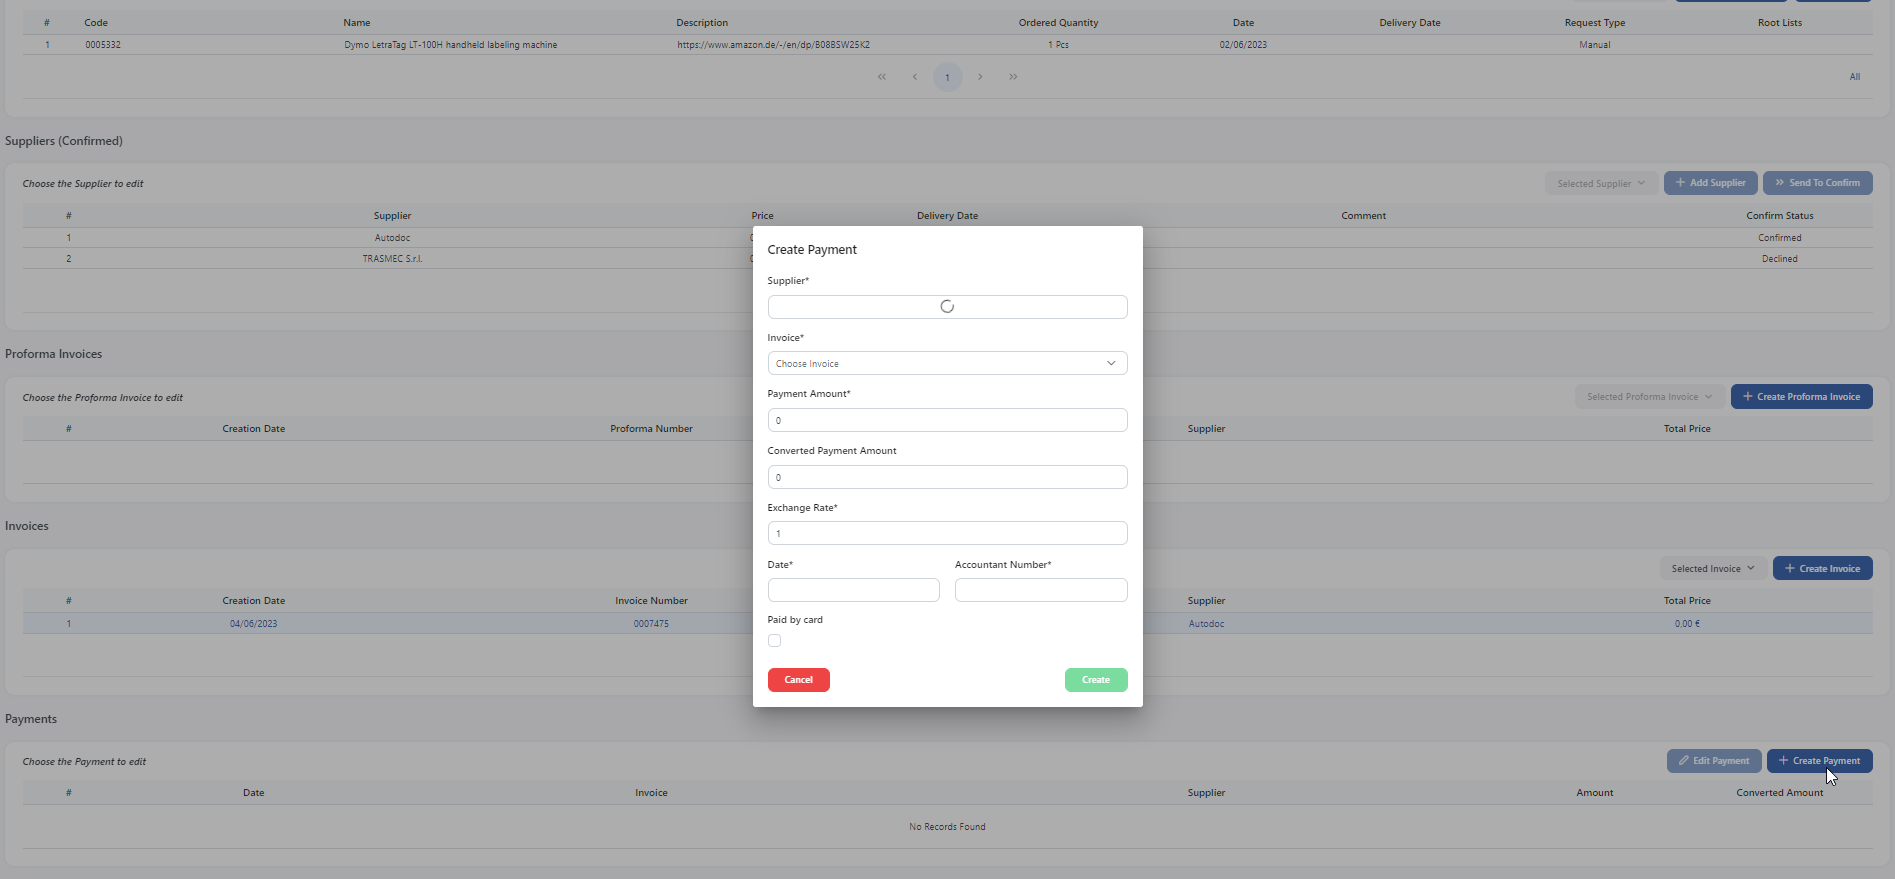 # Code Name Description Ordered Quantity Date Delivery Date Request Type Root Lists
1 0005332 Dymo LetraTag LT-100H handheld labeling machine https://www.amazon.de/-/en/dp/B08BSW25K2 1 Pcs 02/06/2023 Manual
1 All
Suppliers (Confirmed)
Choose the Supplier to edit Selected Supplier Add Supplier Send To Confirm
# Supplier Price Delivery Date Comment Confirm Status
1 Autodoc Confirmed
2 TRASMEC S.r.l. Declined
Create Payment
Supplier*
Invoice*
Choose Invoice
Payment Amount*
0
Converted Payment Amount
0
Exchange Rate*
1
Date* Accountant Number*
Paid by card
Cancel Create
Proforma Invoices
Choose the Proforma Invoice to edit Selected Proforma Invoice Create Proforma Invoice
# Creation Date Proforma Number Supplier Total Price
Invoices
Selected Invoice Create Invoice
# Creation Date Invoice Number Supplier Total Price
1 04/06/2023 0007475 Autodoc 0,00 €
Payments
Choose the Payment to edit Edit Payment Create Payment
# Date Invoice Supplier Amount Converted Amount
No Records Found